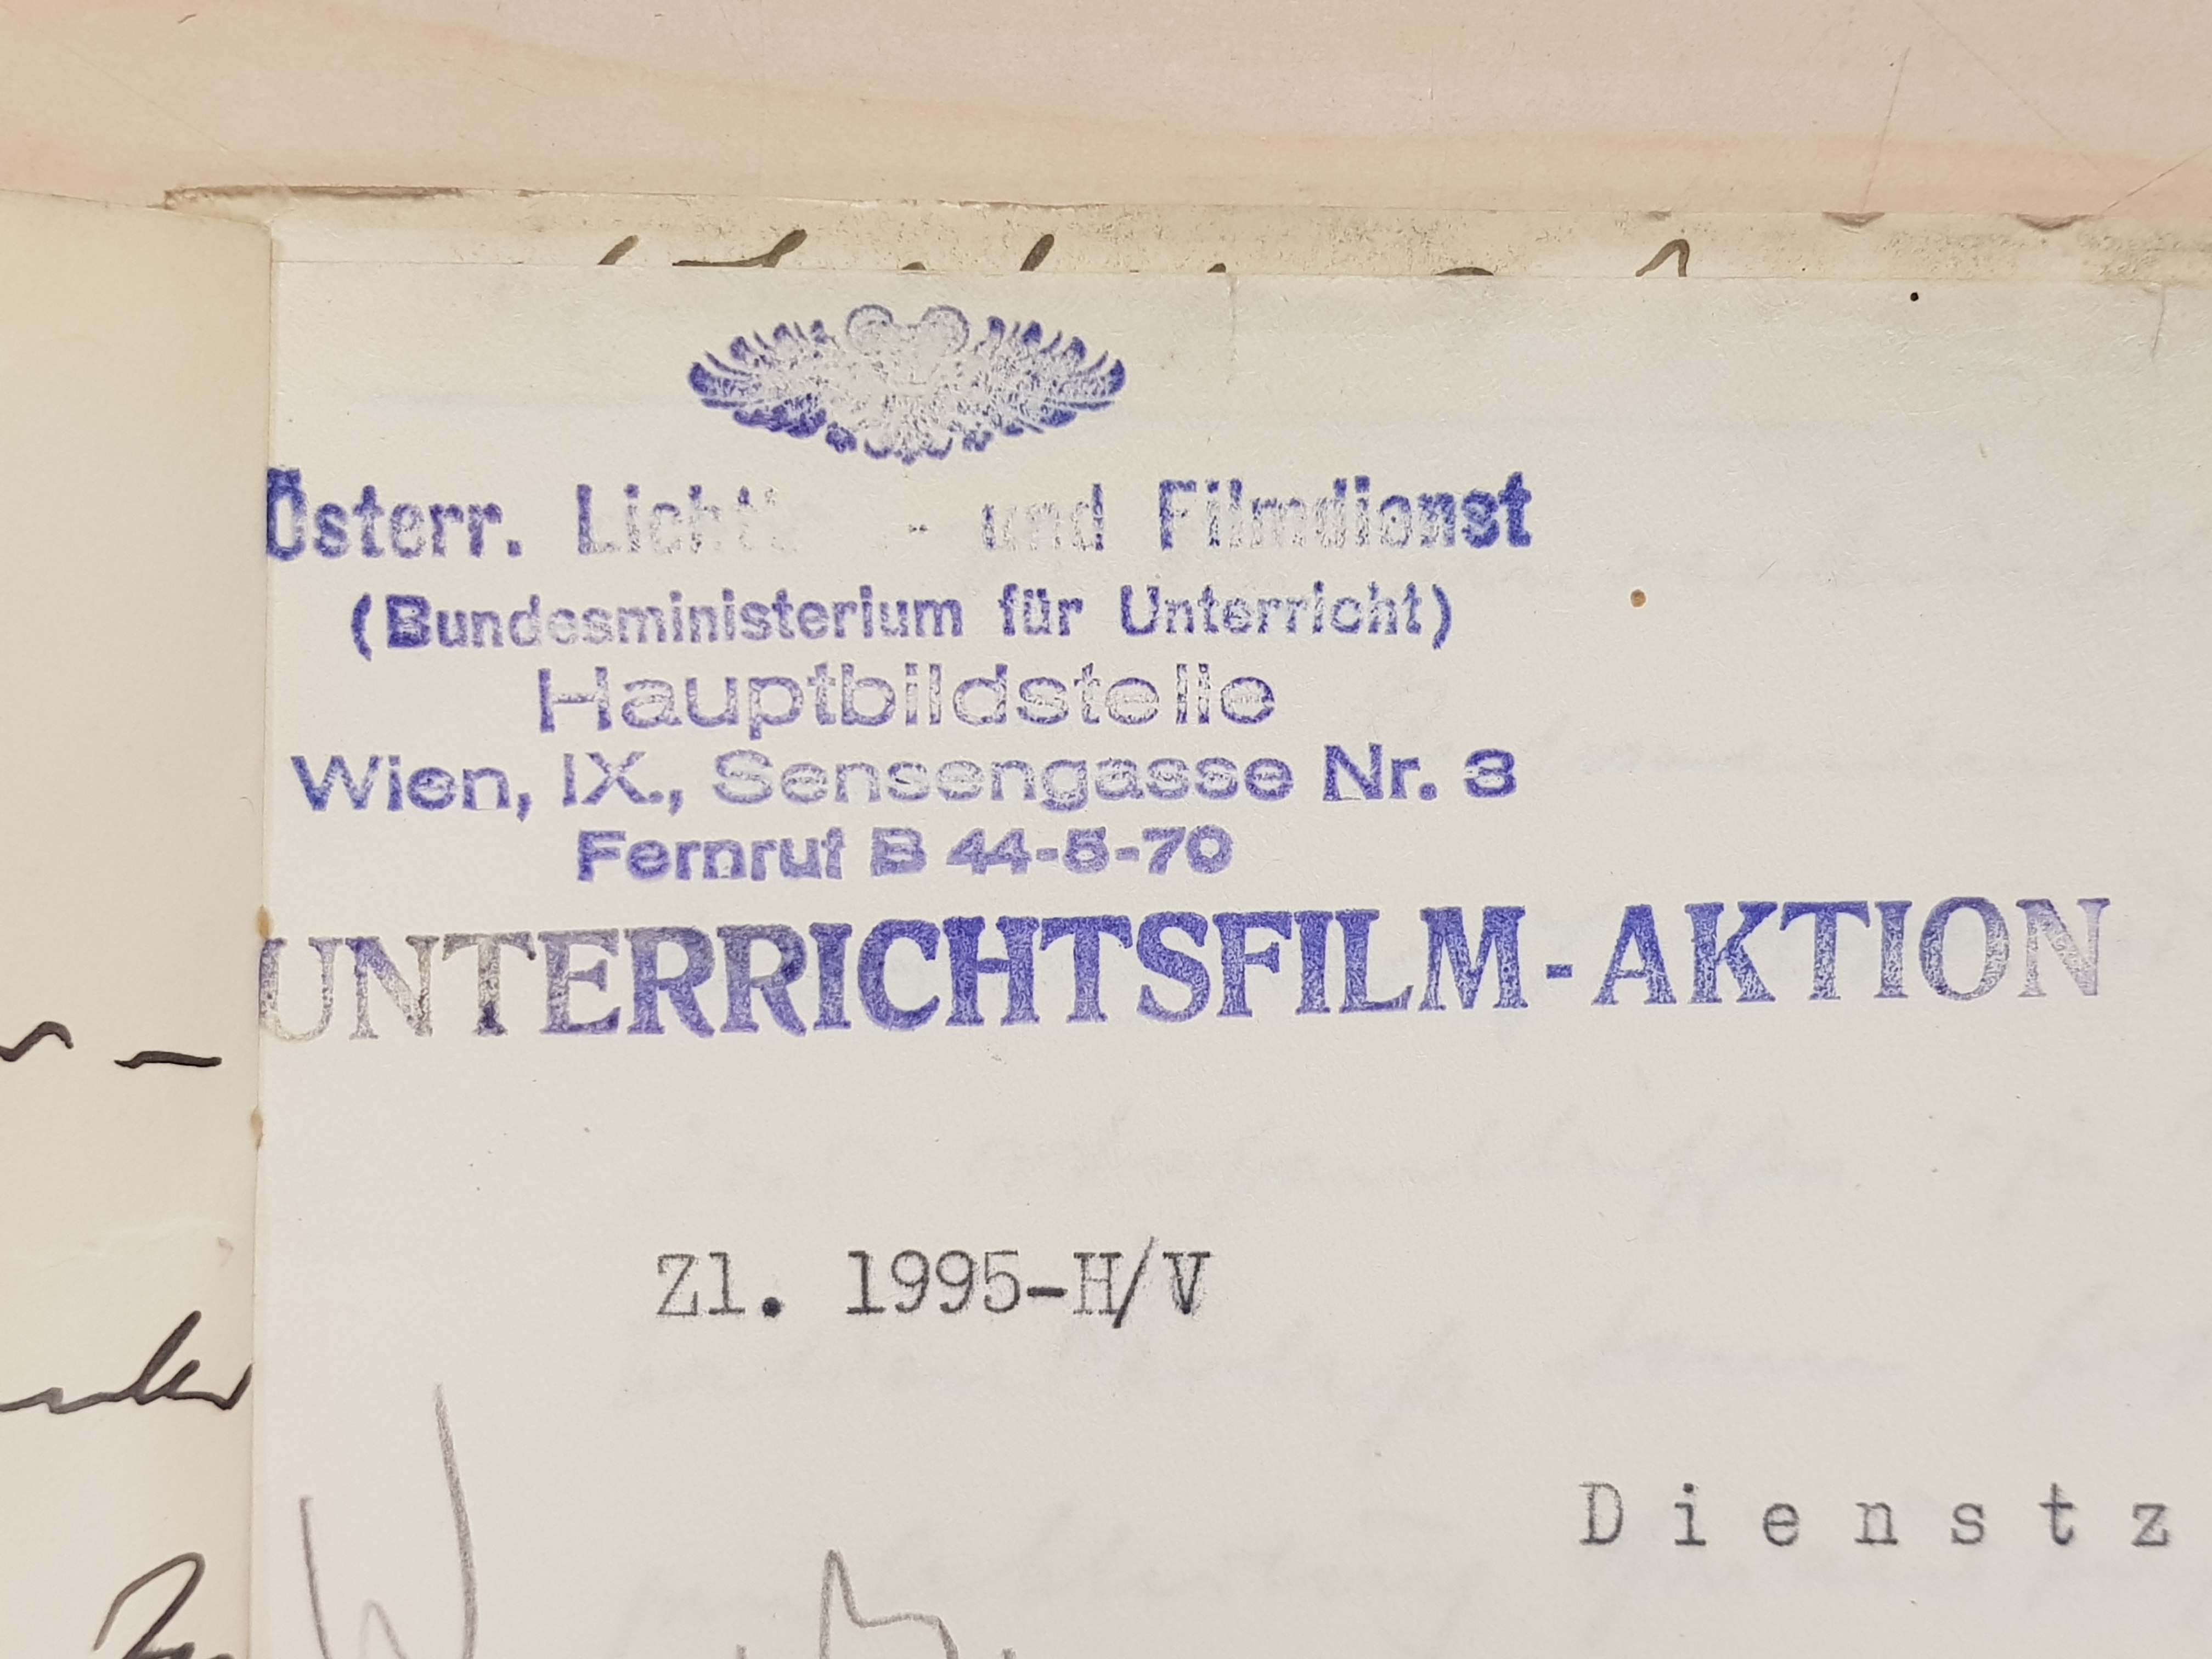 Österr. Licht - und Filmdienst
(Bundesministerium für Unterricht)
Hauptbildstelle
Wien, IX., Sensengasse Nr. 3
Fernruf B 44-5-70
UNTERRICHTSFILM-AKTION
Zl. 1995-H/V
D i e n s t z